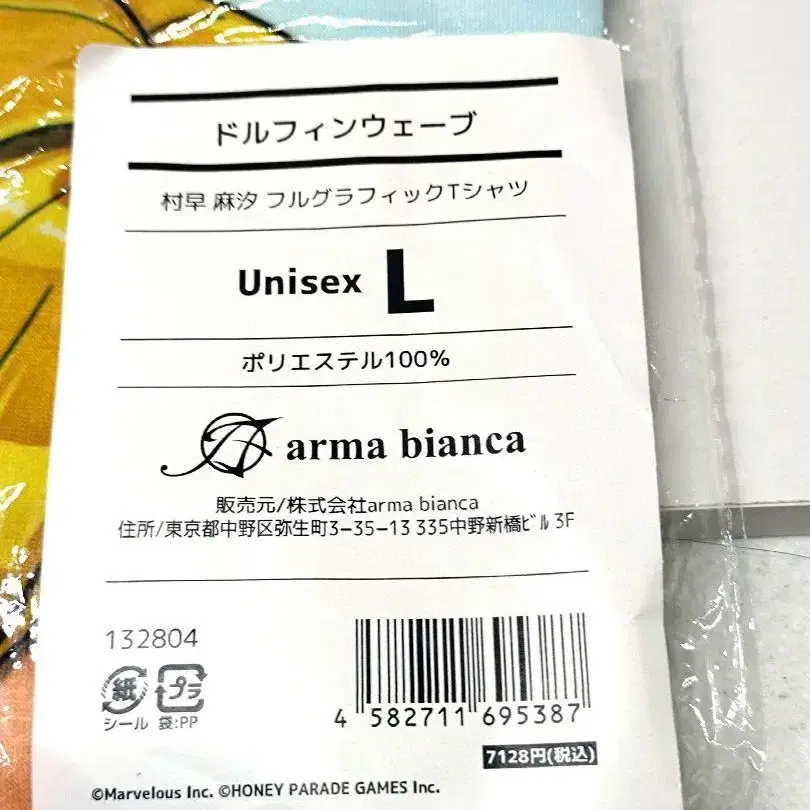 ドルフィンウェーブ
村早 麻汐 フルグラフィックTシャツ
Unisex L
ポリエステル100%
arma bianca
販売元/株式会社arma bianca
住所/東京都中野区弥生町3-35-13 335中野新橋ビル 3F
132804
紙 プラ
シール 袋:PP
4 582711 695387
7128円(税込)
©Marvelous Inc. ©HONEY PARADE GAMES Inc.